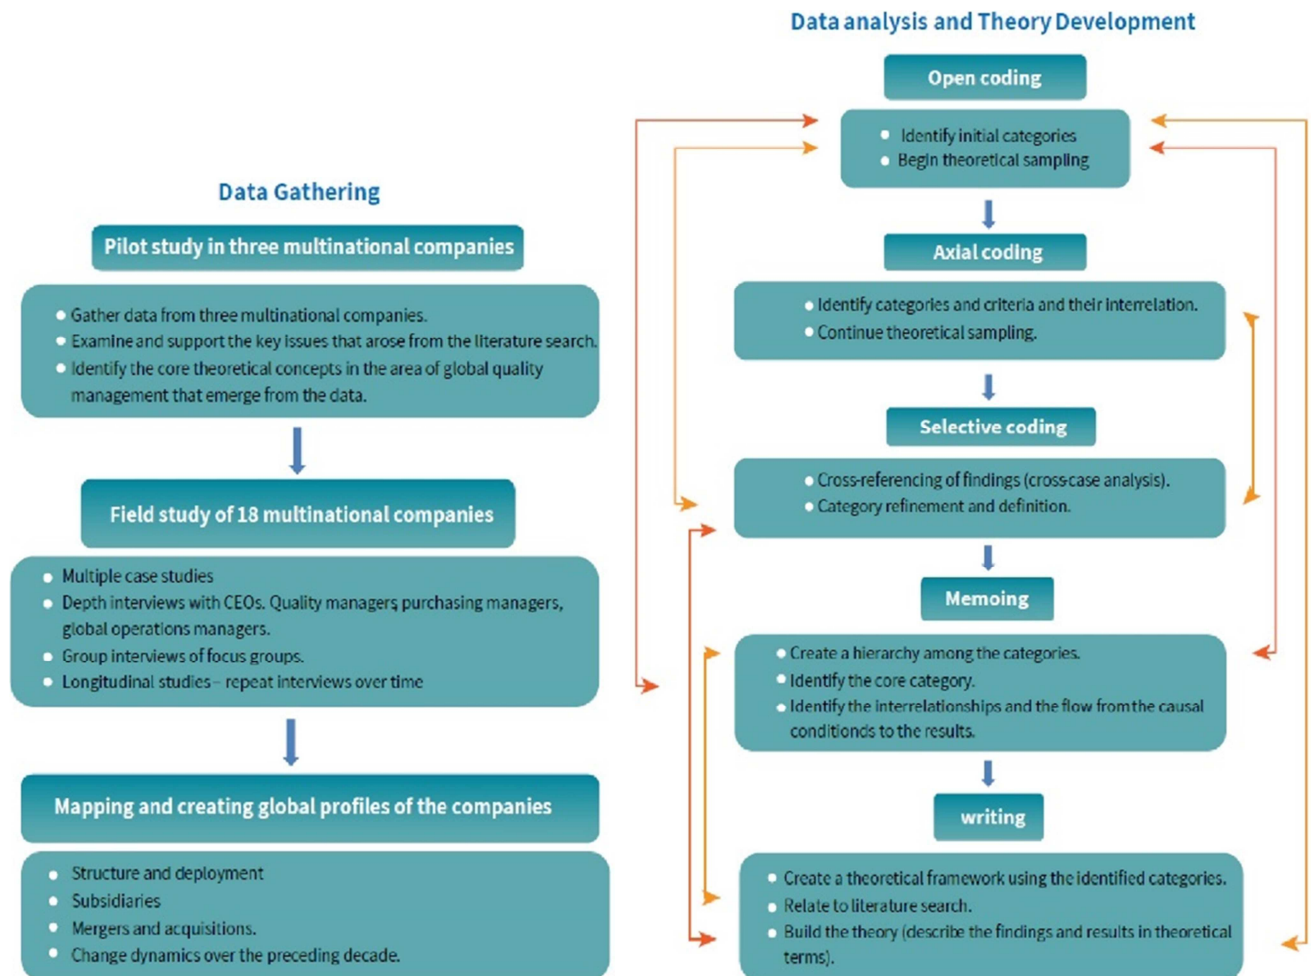 Data Gathering
Pilot study in three multinational companies
Gather data from three multinational companies.
Examine and support the key issues that arose from the literature search.
Identify the core theoretical concepts in the area of global quality
management that emerge from the data.
Field study of 18 multinational companies
Multiple case studies
Depth interviews with CEOs. Quality managers, purchasing managers,
global operations managers.
Group interviews of focus groups.
Longitudinal studies – repeat interviews over time
Mapping and creating global profiles of the companies
Structure and deployment
Subsidiaries
Mergers and acquisitions.
Change dynamics over the preceding decade.
Data analysis and Theory Development
Open coding
Identify initial categories
Begin theoretical sampling
Axial coding
Identify categories and criteria and their interrelation.
Continue theoretical sampling.
Selective coding
Cross-referencing of findings (cross-case analysis).
Category refinement and definition.
Memoing
Create a hierarchy among the categories.
Identify the core category.
Identify the interrelationships and the flow from the causal
conditionds to the results.
writing
Create a theoretical framework using the identified categories.
Relate to literature search.
Build the theory (describe the findings and results in theoretical
terms).